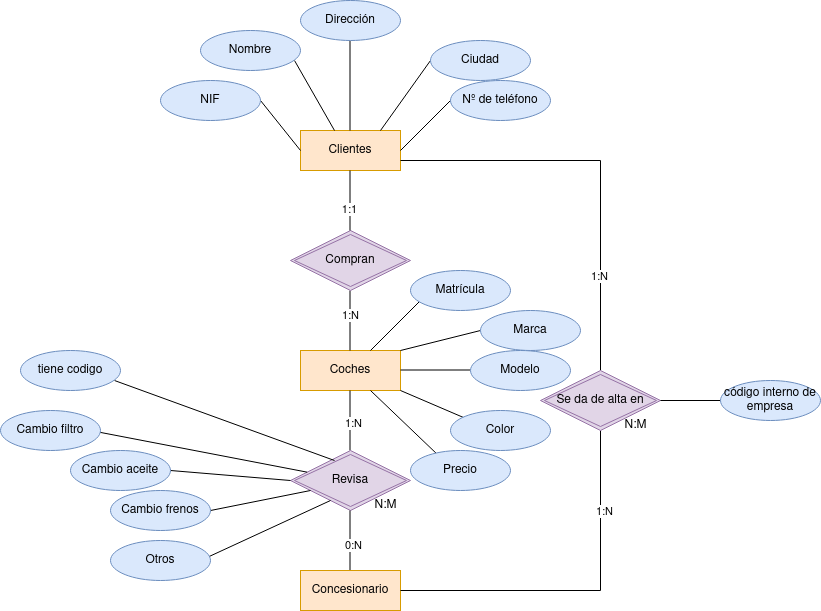 Dirección
Nombre
Ciudad
NIF
Nº de teléfono
Clientes
1:1
Compran
1:N
Matrícula
1:N
Marca
Coches
Modelo
tiene codigo
Se da de alta en
código interno de
empresa
N:M
1:N
Color
Cambio filtro
Cambio aceite
Revisa
Precio
N:M
Cambio frenos
1:N
Otros
0:N
Concesionario